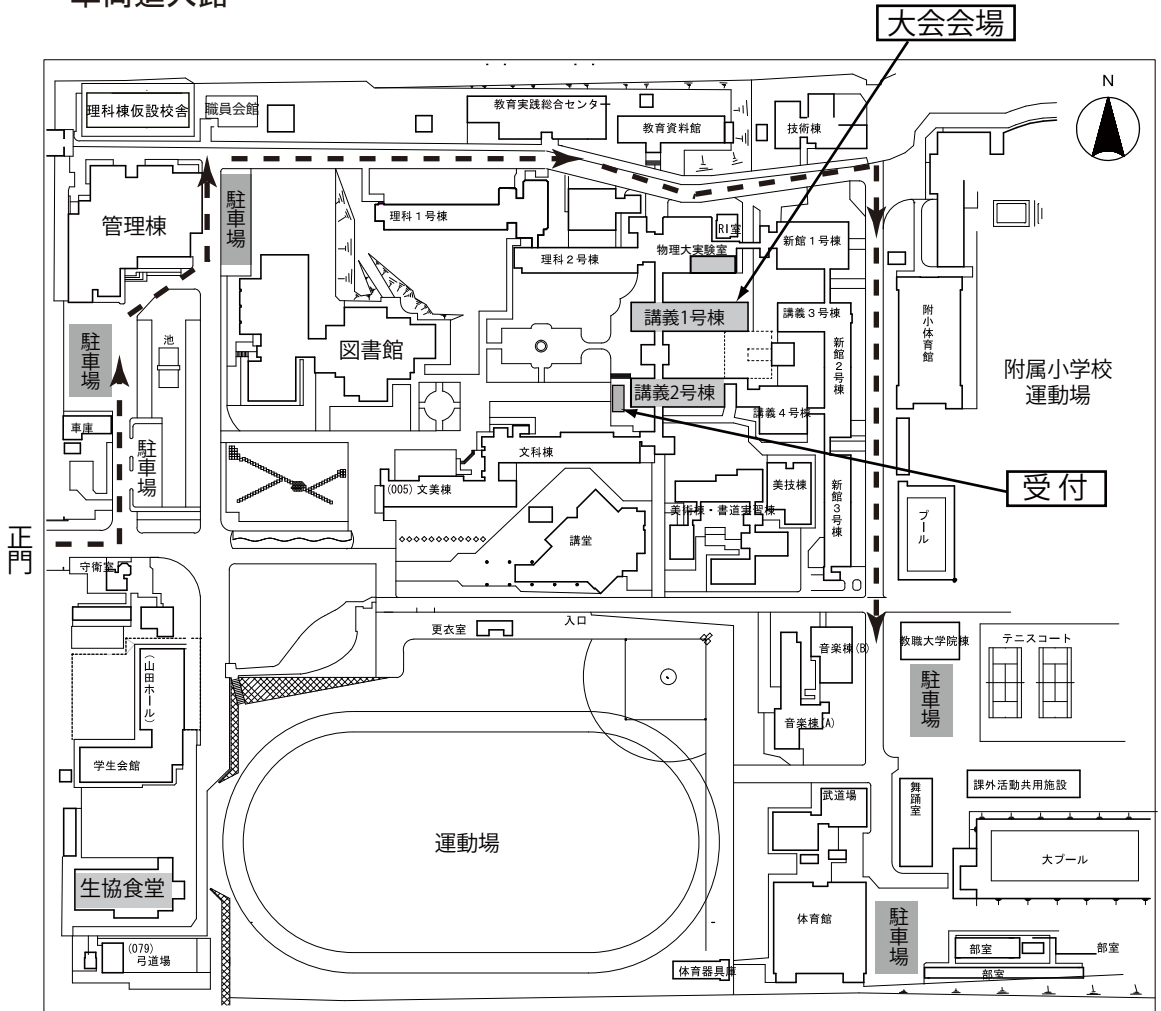 大会会場
N
理科棟仮設校舎
職員会館
教育実践総合センター
教育資料館
技術棟
管理棟
駐車場
理科1号棟
理科2号棟
物理大実験室
RI室
新館1号棟
講義1号棟
講義3号棟
新館2号棟
附小体育館
附属小学校
運動場
駐車場
池
図書館
講義2号棟
講義4号棟
車庫
駐車場
文科棟
(005) 文美棟
美技棟
美術棟・書道実習棟
新館3号棟
受付
プール
正門
守衛室
講堂
更衣室
入口
音楽棟(B)
教職大学院棟
テニスコート
(山田ホール)
駐車場
音楽棟(A)
学生会館
武道場
舞踊室
課外活動共用施設
運動場
大プール
生協食堂
体育館
駐車場
(079)
弓道場
体育器具庫
部室
部室
部室